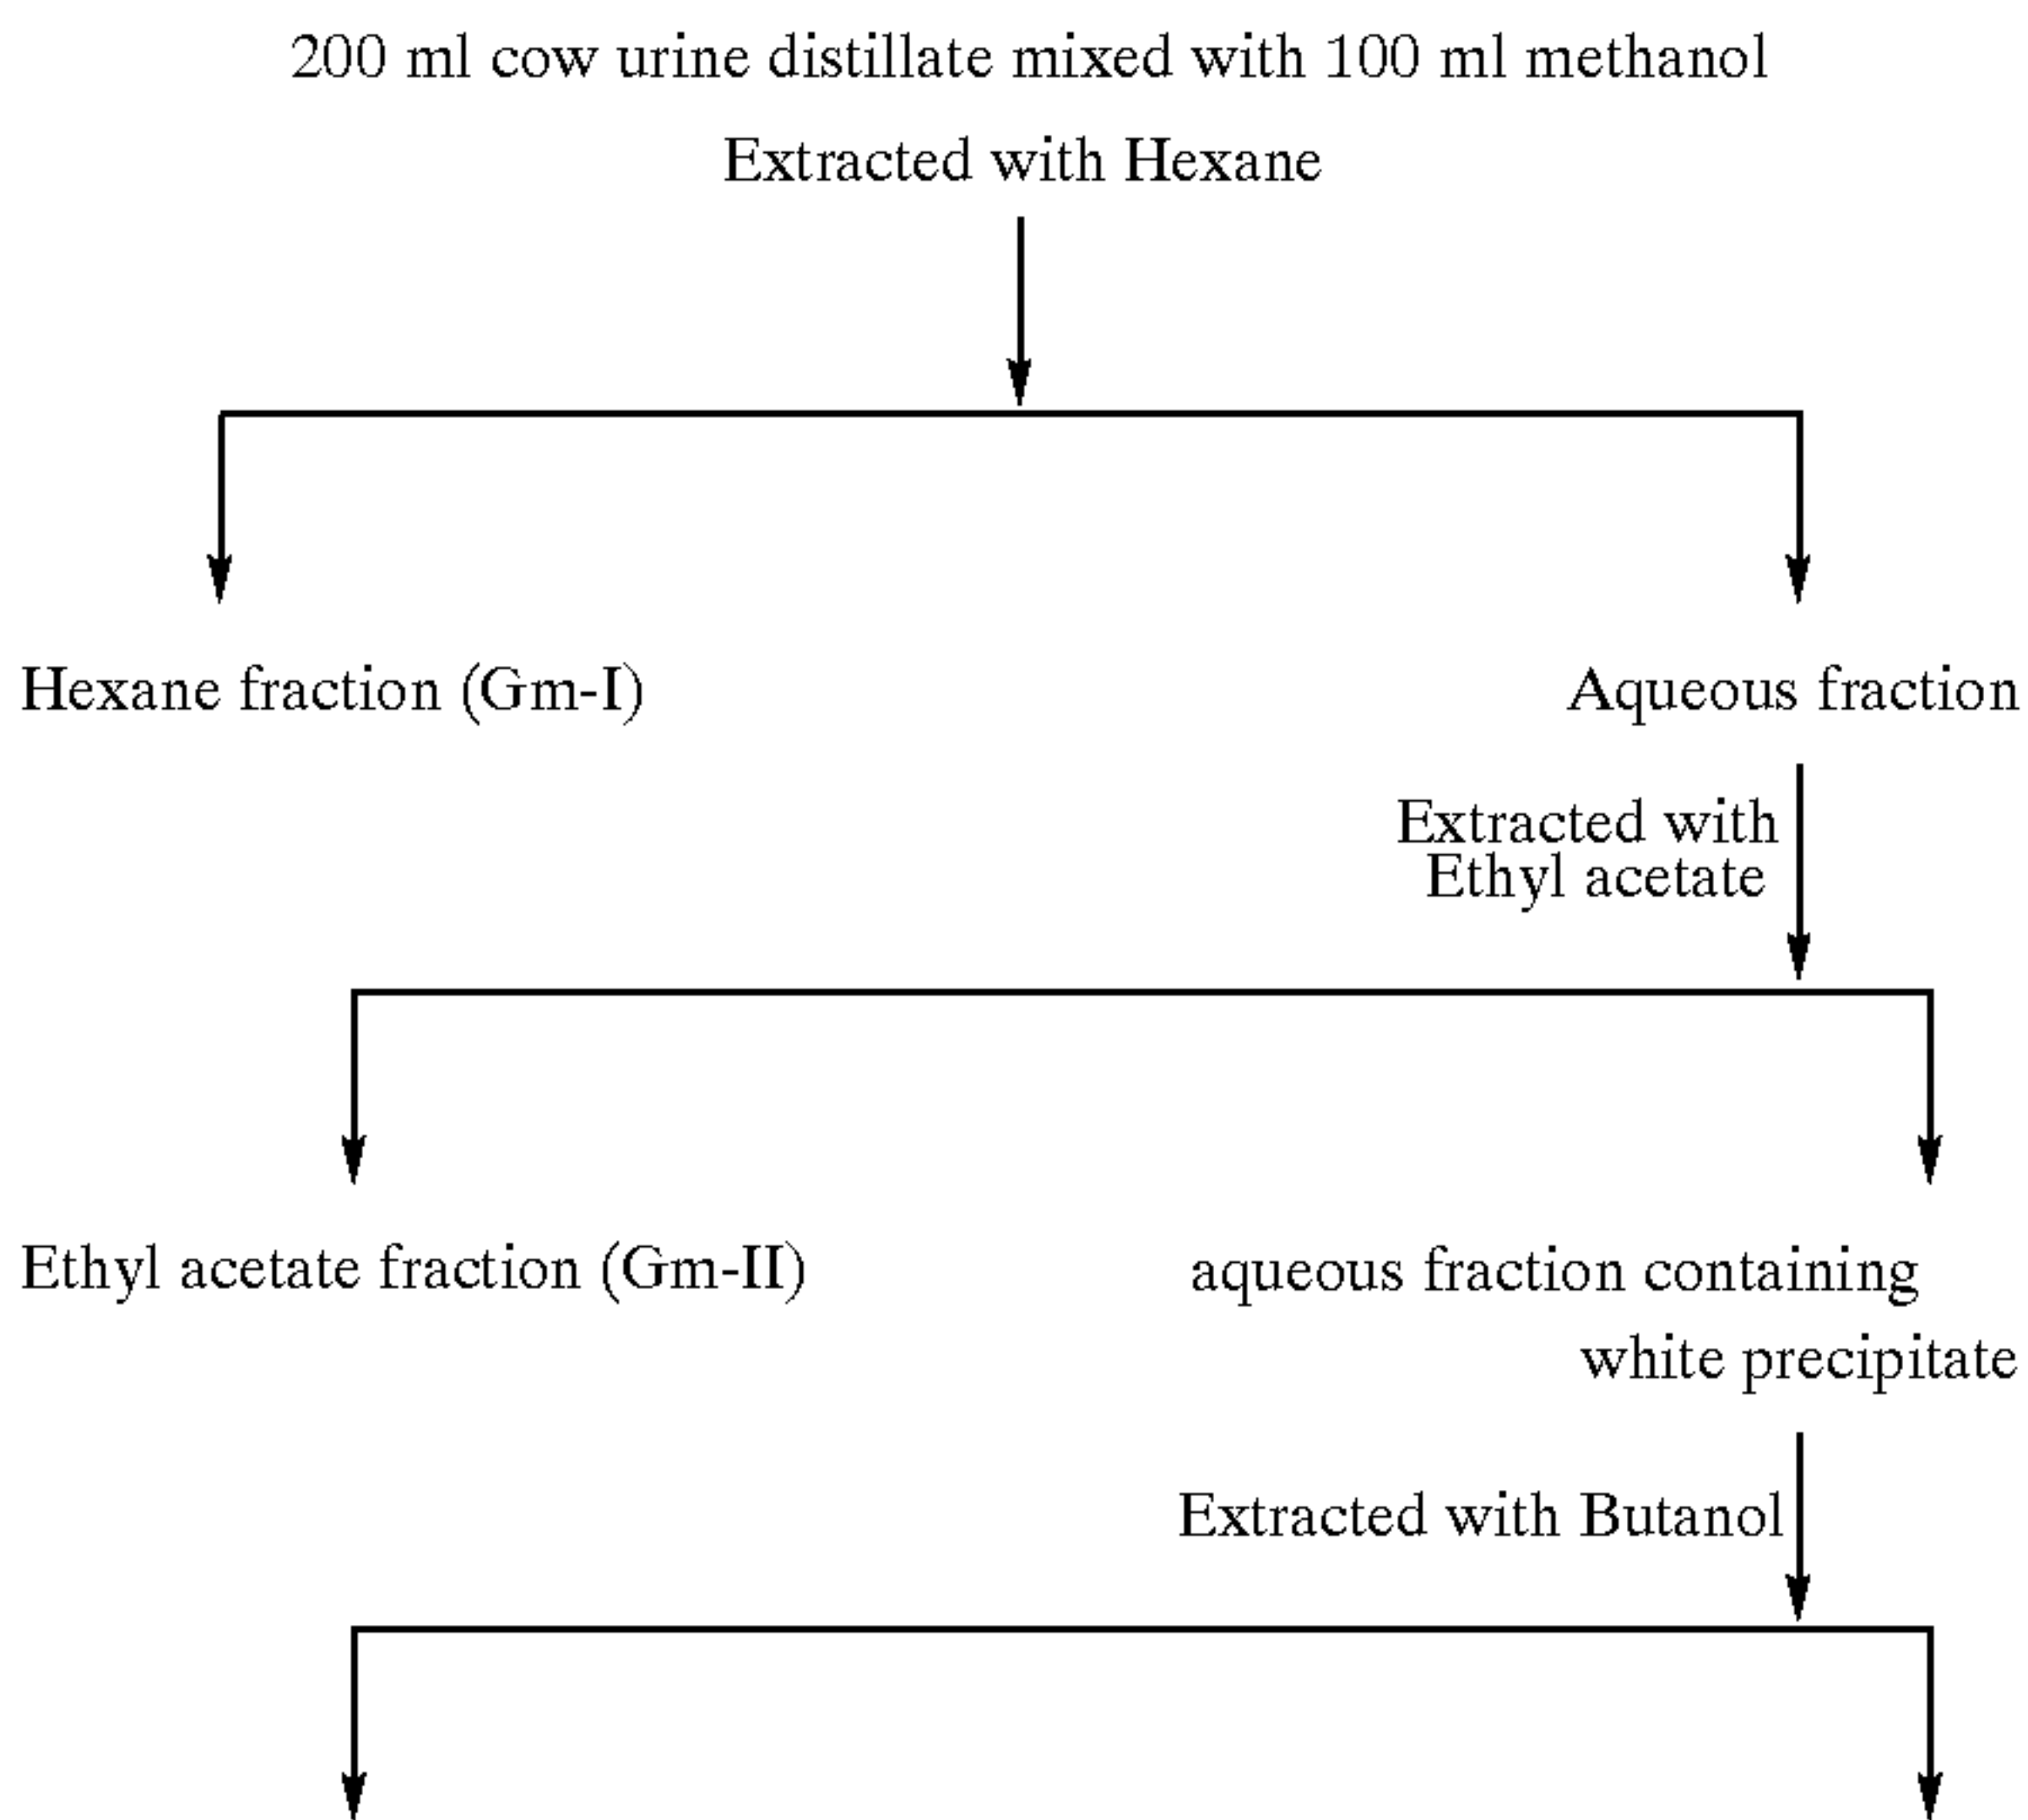 200 ml cow urine distillate mixed with 100 ml methanol
Extracted with Hexane
Hexane fraction (Gm-I)
Aqueous fraction
Extracted with
Ethyl acetate
Ethyl acetate fraction (Gm-II)
aqueous fraction containing
white precipitate
Extracted with Butanol